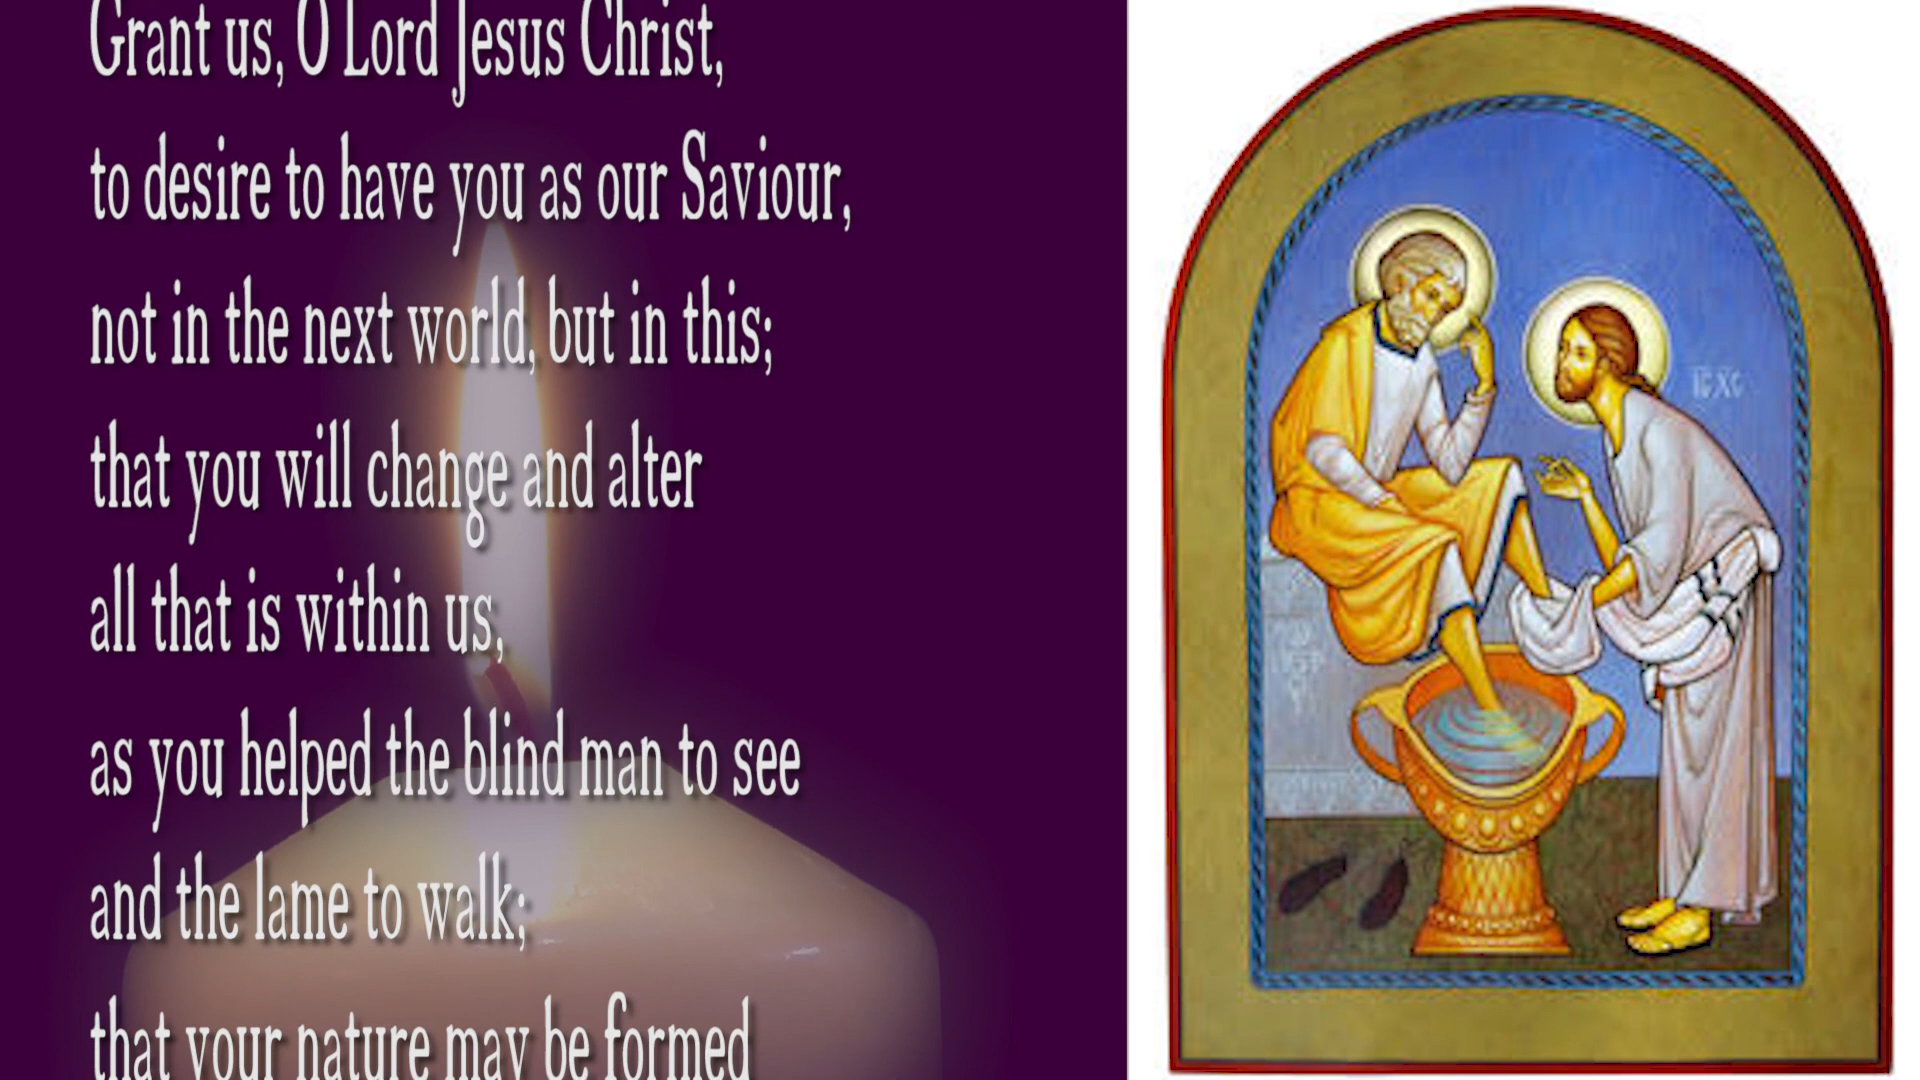 Grant us, O Lord Jesus Christ,
to desire to have you as our Saviour,
not in the next world, but in this;
that you will change and alter
all that is within us,
as you helped the blind man to see
and the lame to walk;
that your nature may be formed
IC XC